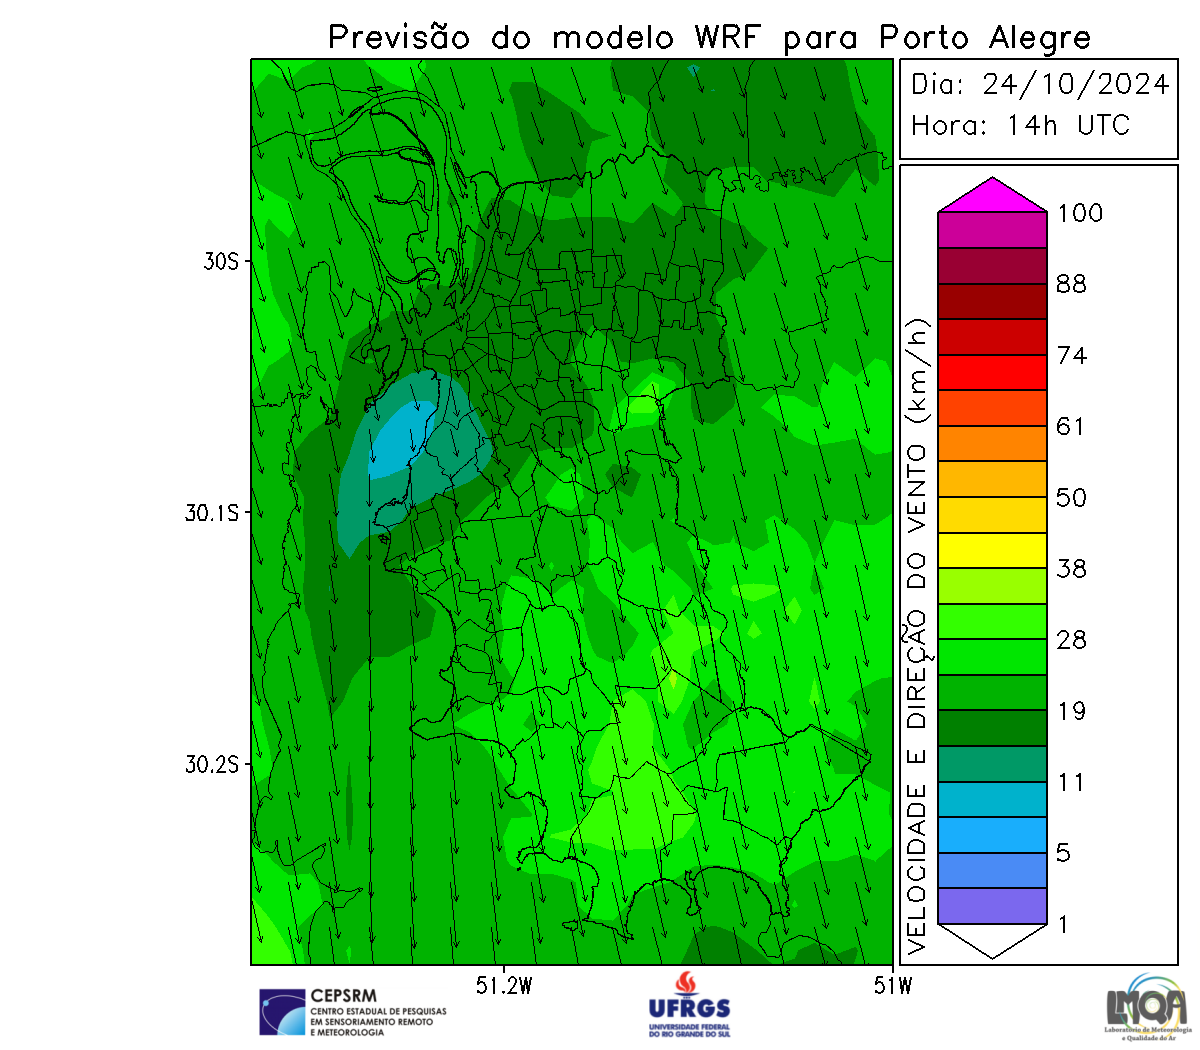 Previsão do modelo WRF para Porto Alegre
Dia: 24/10/2024
Hora: 14h UTC
30S
30.1S
30.2S
51.2W
51W
VELOCIDADE E DIREÇÃO DO VENTO (km/h)
100
88
74
61
50
38
28
19
11
5
1
CEPSRM
CENTRO ESTADUAL DE PESQUISAS
EM SENSORIAMENTO REMOTO
E METEOROLOGIA
UFRGS
UNIVERSIDADE FEDERAL
DO RIO GRANDE DO SUL
LMQA
Laboratório de Meteorologia
e Qualidade do Ar